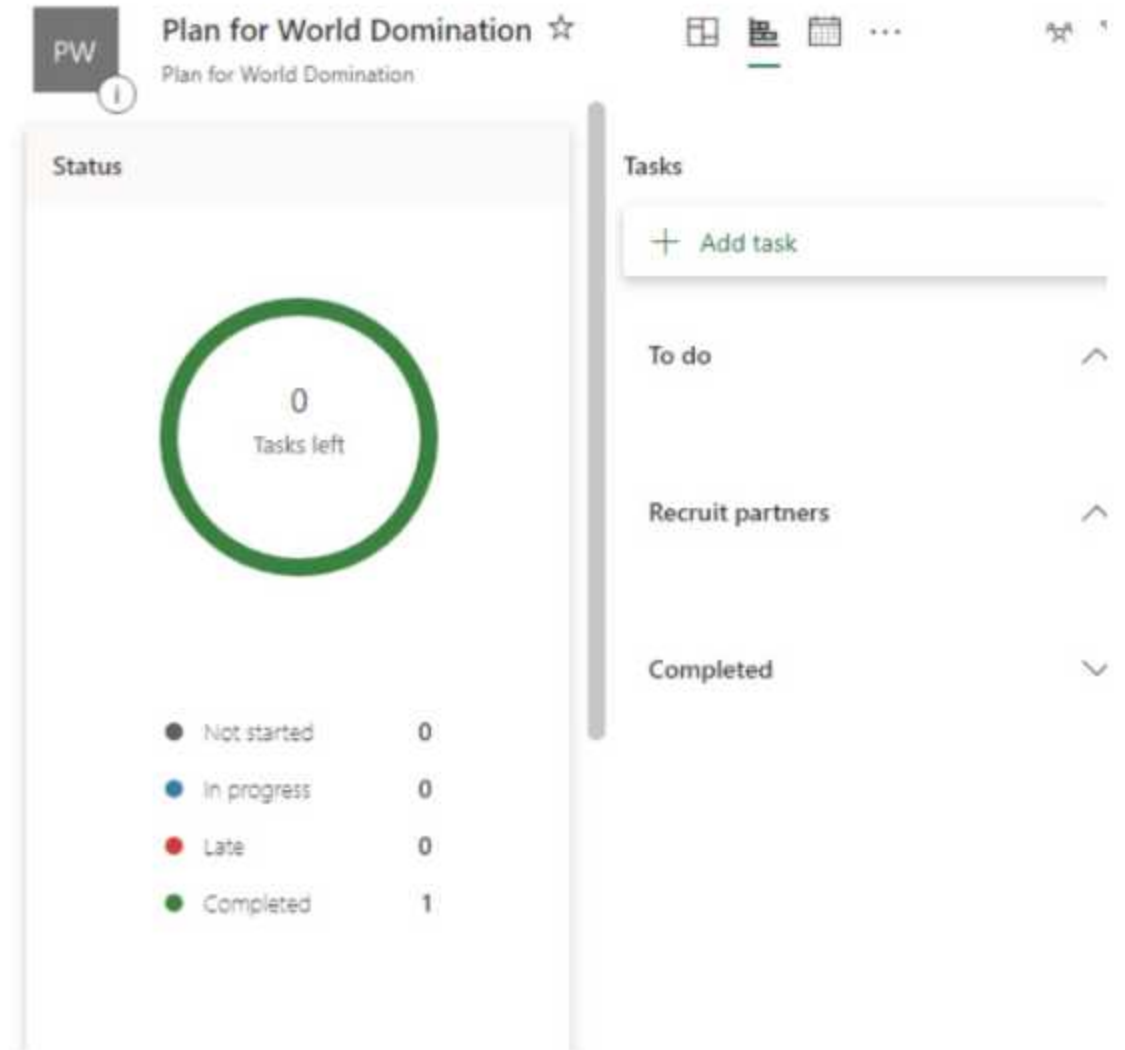 PW
Plan for World Domination
Plan for World Domination
i
Status
0
Tasks left
Not started 0
In progress 0
Late 0
Completed 1
Tasks
+ Add task
To do
Recruit partners
Completed